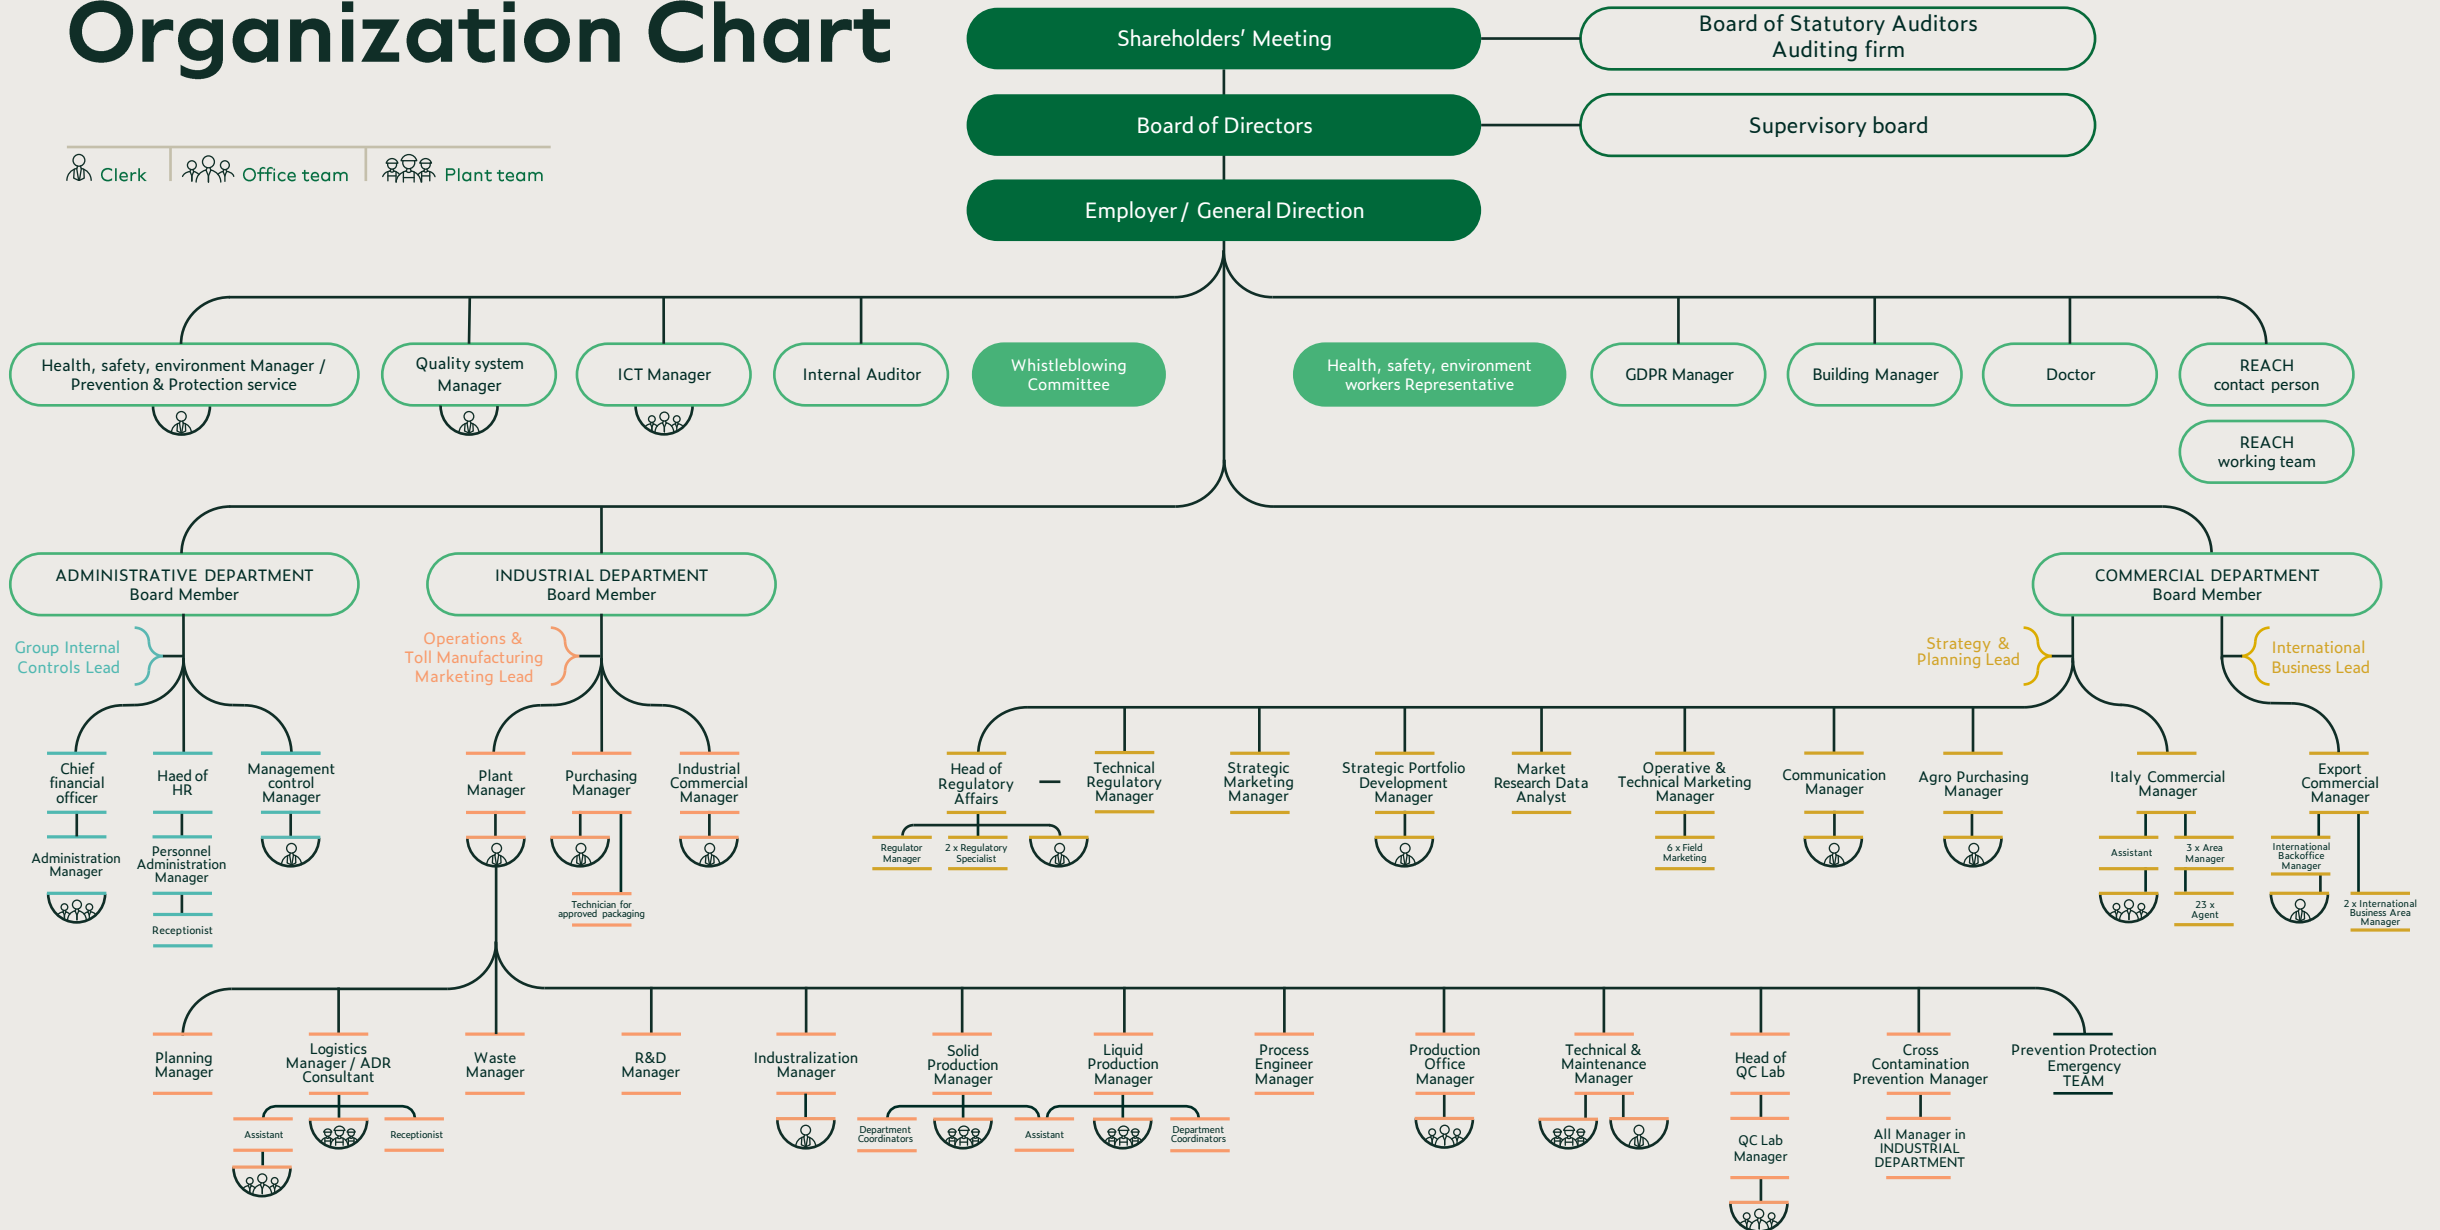 Organization Chart
Clerk
Office team
Plant team
Shareholders’ Meeting
Board of Statutory Auditors
Auditing firm
Board of Directors
Supervisory board
Employer / General Direction
Health, safety, environment Manager /
Prevention & Protection service
Quality system
Manager
ICT Manager
Internal Auditor
Whistleblowing
Committee
Health, safety, environment
workers Representative
GDPR Manager
Building Manager
Doctor
REACH
contact person
REACH
working team
ADMINISTRATIVE DEPARTMENT
Board Member
INDUSTRIAL DEPARTMENT
Board Member
COMMERCIAL DEPARTMENT
Board Member
Group Internal
Controls Lead
Operations &
Toll Manufacturing
Marketing Lead
Strategy &
Planning Lead
International
Business Lead
Chief
financial
officer
Haed of
HR
Management
control
Manager
Plant
Manager
Purchasing
Manager
Industrial
Commercial
Manager
Head of
Regulatory
Affairs
Technical
Regulatory
Manager
Strategic
Marketing
Manager
Strategic Portfolio
Development
Manager
Market
Research Data
Analyst
Operative &
Technical Marketing
Manager
Communication
Manager
Agro Purchasing
Manager
Italy Commercial
Manager
Export
Commercial
Manager
Administration
Manager
Personnel
Administration
Manager
Receptionist
Technician for
approved packaging
Regulator
Manager
2 x Regulatory
Specialist
6 x Field
Marketing
Assistant
3 x Area
Manager
23 x
Agent
International
Backoffice
Manager
2 x International
Business Area
Manager
Planning
Manager
Logistics
Manager / ADR
Consultant
Waste
Manager
R&D
Manager
Industralization
Manager
Solid
Production
Manager
Liquid
Production
Manager
Process
Engineer
Manager
Production
Office
Manager
Technical &
Maintenance
Manager
Head of
QC Lab
Cross
Contamination
Prevention Manager
Prevention Protection
Emergency
TEAM
Assistant
Receptionist
Department
Coordinators
Assistant
Department
Coordinators
QC Lab
Manager
All Manager in
INDUSTRIAL
DEPARTMENT